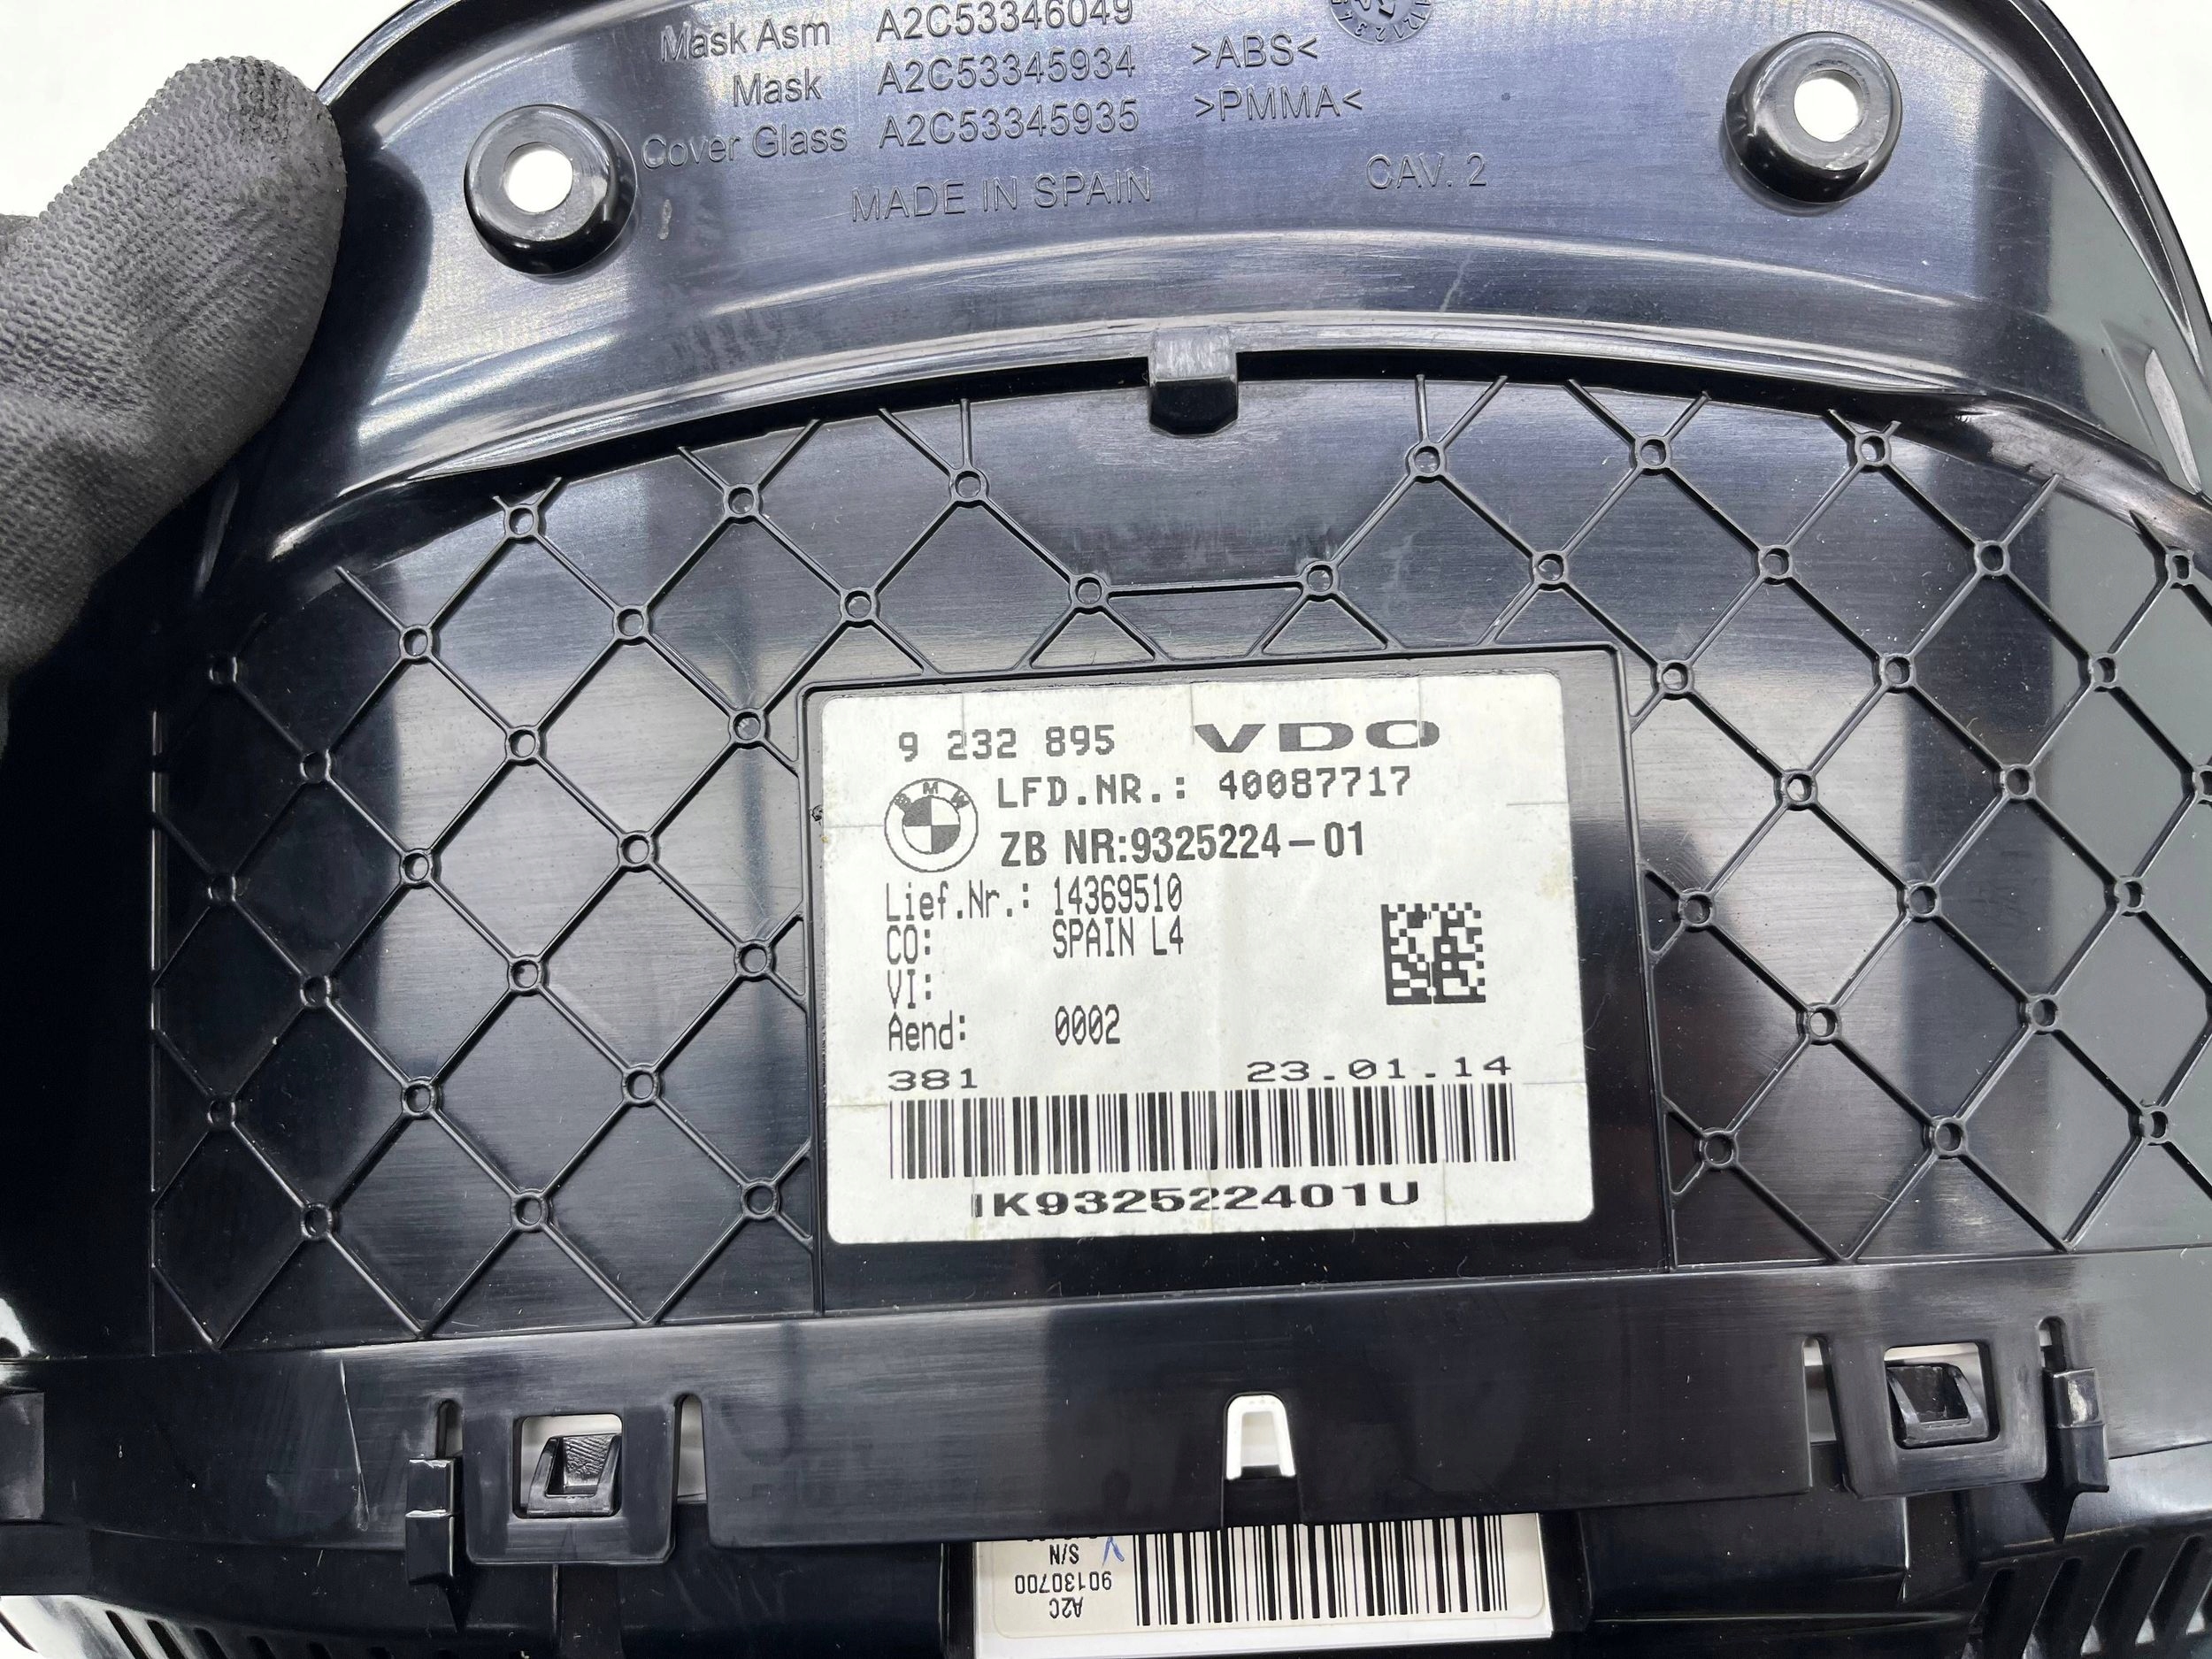 Mask Asm A2C53346049
Mask A2C53345934 >ABS<
Cover Glass A2C53345935 >PMMA<
MADE IN SPAIN CAV. 2
9 232 895 VDO
BMW
LFD.NR.: 40087717
ZB NR:9325224-01
Lief.Nr.: 14369510
CO: SPAIN L4
VI:
Aend: 0002
381 23.01.14
IK932522401U
A2C
90130700
S/N